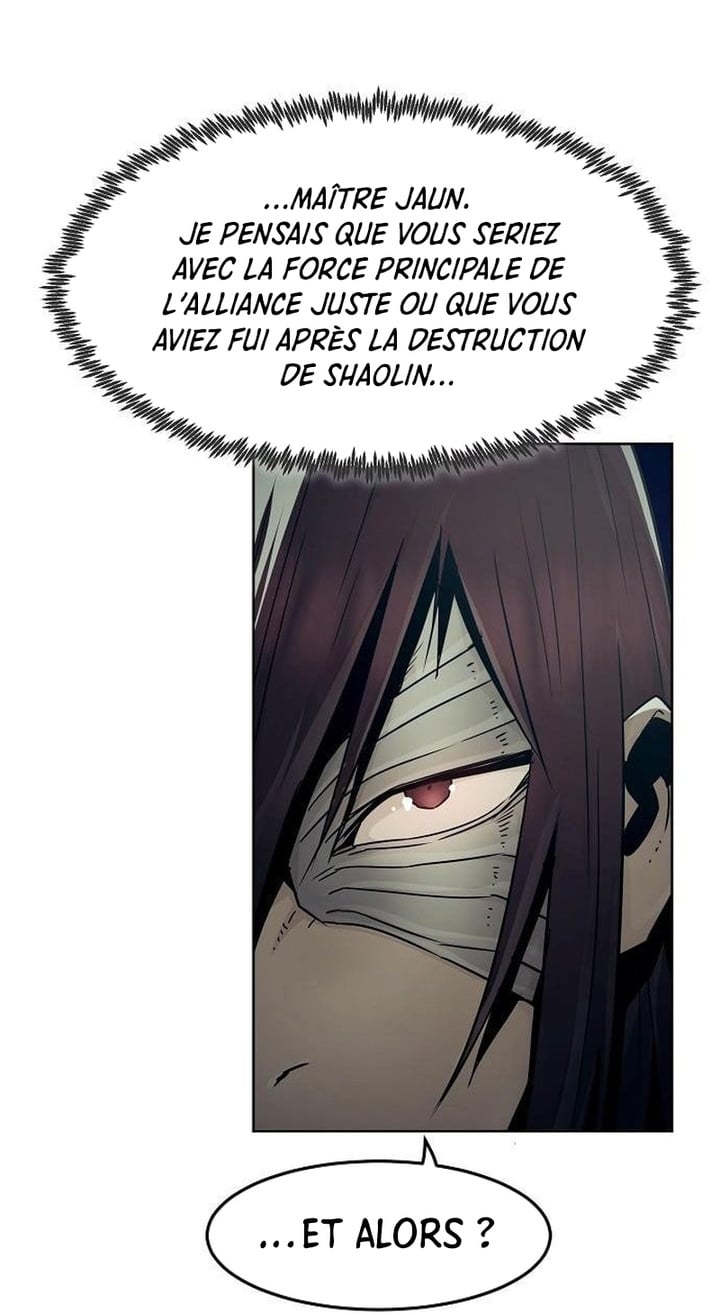 ...MAÎTRE JAUN.
JE PENSAIS QUE VOUS SERIEZ
AVEC LA FORCE PRINCIPALE DE
L'ALLIANCE JUSTE OU QUE VOUS
AVIEZ FUI APRÈS LA DESTRUCTION
DE SHAOLIN...
...ET ALORS ?